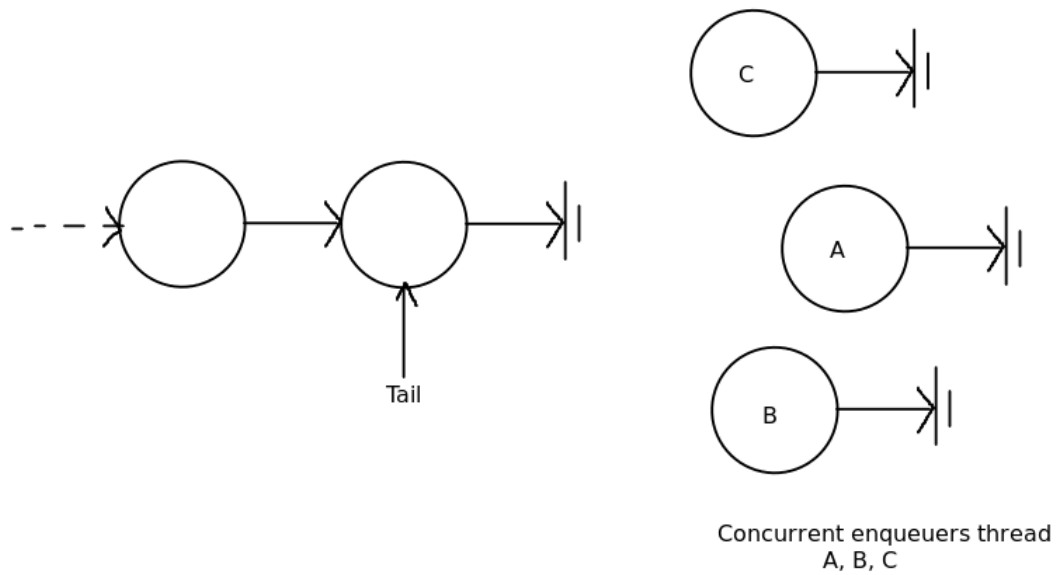 C
A
B
Tail
Concurrent enqueuers thread
A, B, C